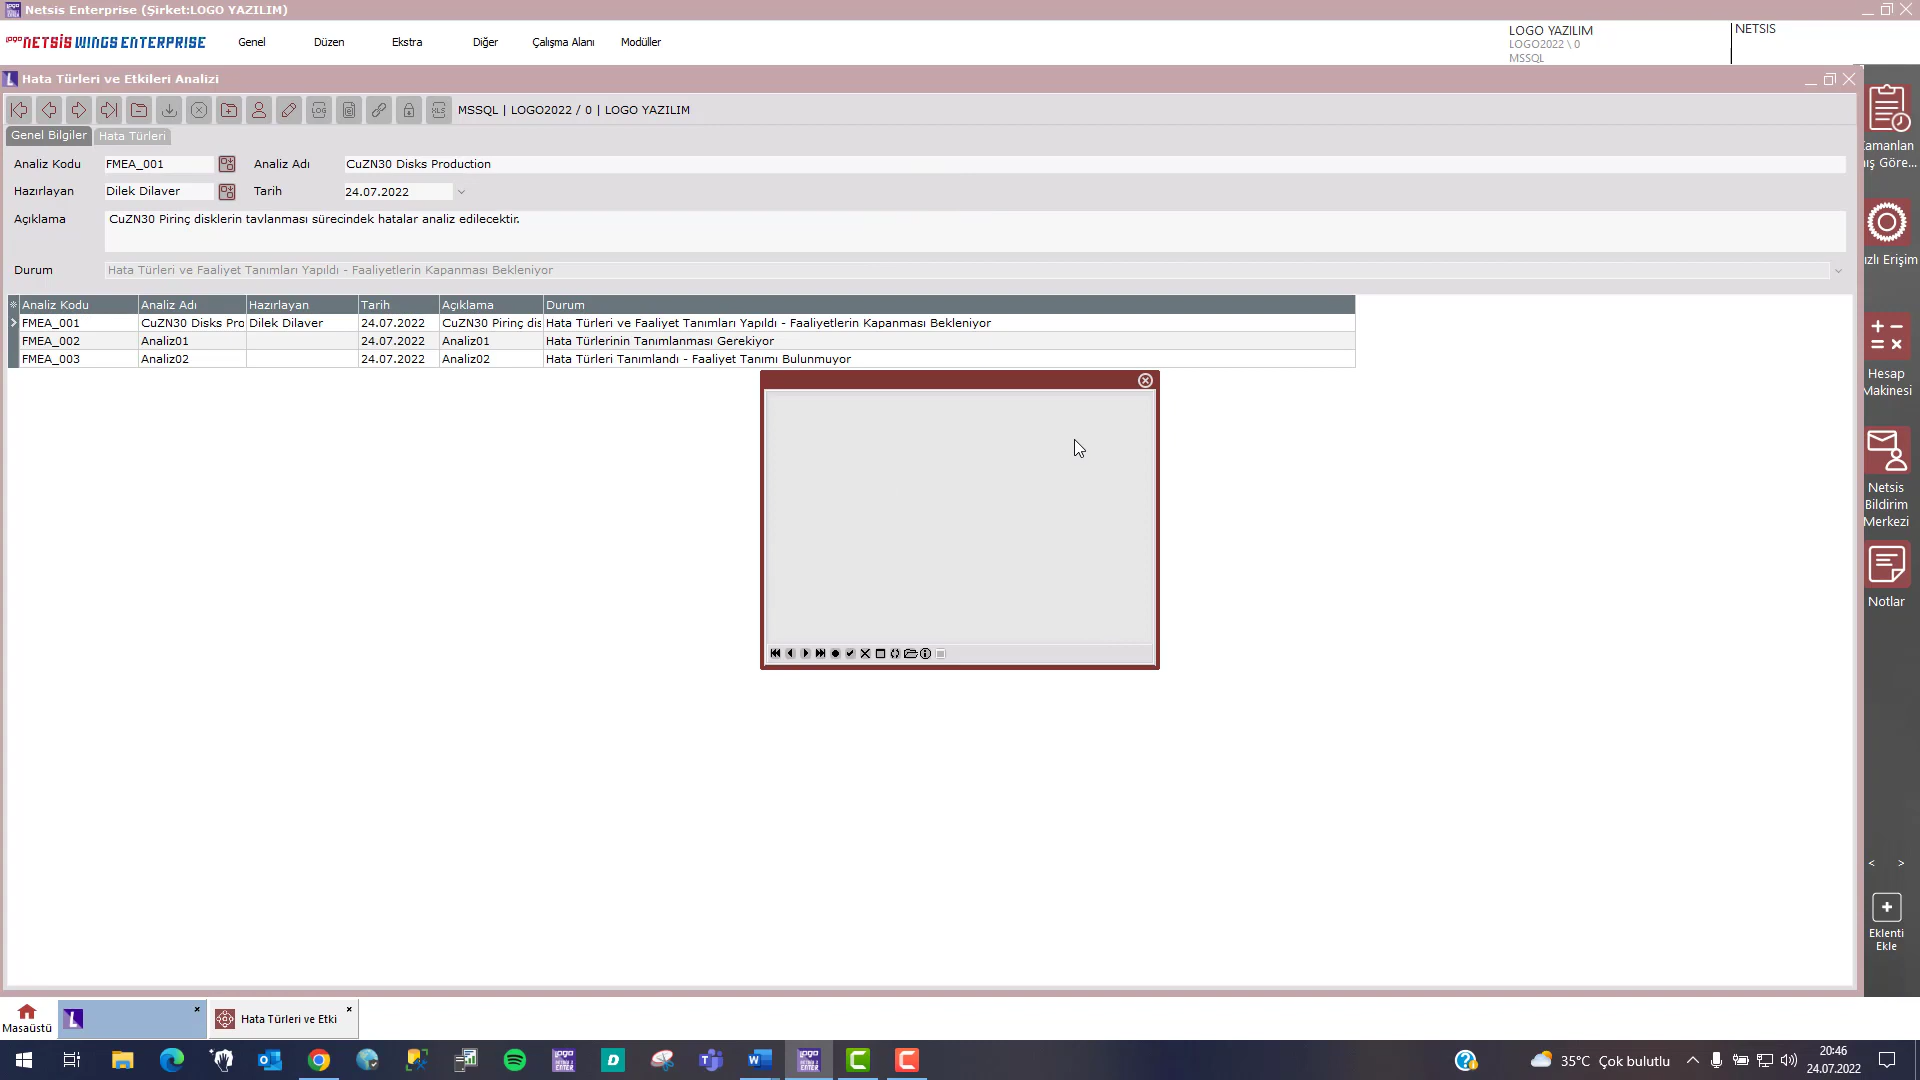 Netsis Enterprise (Şirket:LOGO YAZILIM)
LOGO NETSİS WINGS ENTERPRISE
Genel
Düzen
Ekstra
Diğer
Çalışma Alanı
Modüller
LOGO YAZILIM
LOGO2022 \ 0
MSSQL
NETSIS
Hata Türleri ve Etkileri Analizi
LOG
XLS
MSSQL | LOGO2022 / 0 | LOGO YAZILIM
Genel Bilgiler
Hata Türleri
Analiz Kodu FMEA_001 Analiz Adı CuZN30 Disks Production
Hazırlayan Dilek Dilaver Tarih 24.07.2022
Açıklama CuZN30 Pirinç disklerin tavlanması sürecindek hatalar analiz edilecektir.
Durum Hata Türleri ve Faaliyet Tanımları Yapıldı - Faaliyetlerin Kapanması Bekleniyor
Analiz Kodu Analiz Adı Hazırlayan Tarih Açıklama Durum
FMEA_001 CuZN30 Disks Pro Dilek Dilaver 24.07.2022 CuZN30 Pirinç dis Hata Türleri ve Faaliyet Tanımları Yapıldı - Faaliyetlerin Kapanması Bekleniyor
FMEA_002 Analiz01 24.07.2022 Analiz01 Hata Türlerinin Tanımlanması Gerekiyor
FMEA_003 Analiz02 24.07.2022 Analiz02 Hata Türleri Tanımlandı - Faaliyet Tanımı Bulunmuyor
Zamanlan
ış Göre...
ızlı Erişim
Hesap
Makinesi
Netsis
Bildirim
Merkezi
Notlar
< >
Eklenti
Ekle
Masaüstü
Hata Türleri ve Etki
35°C Çok bulutlu
20:46
24.07.2022